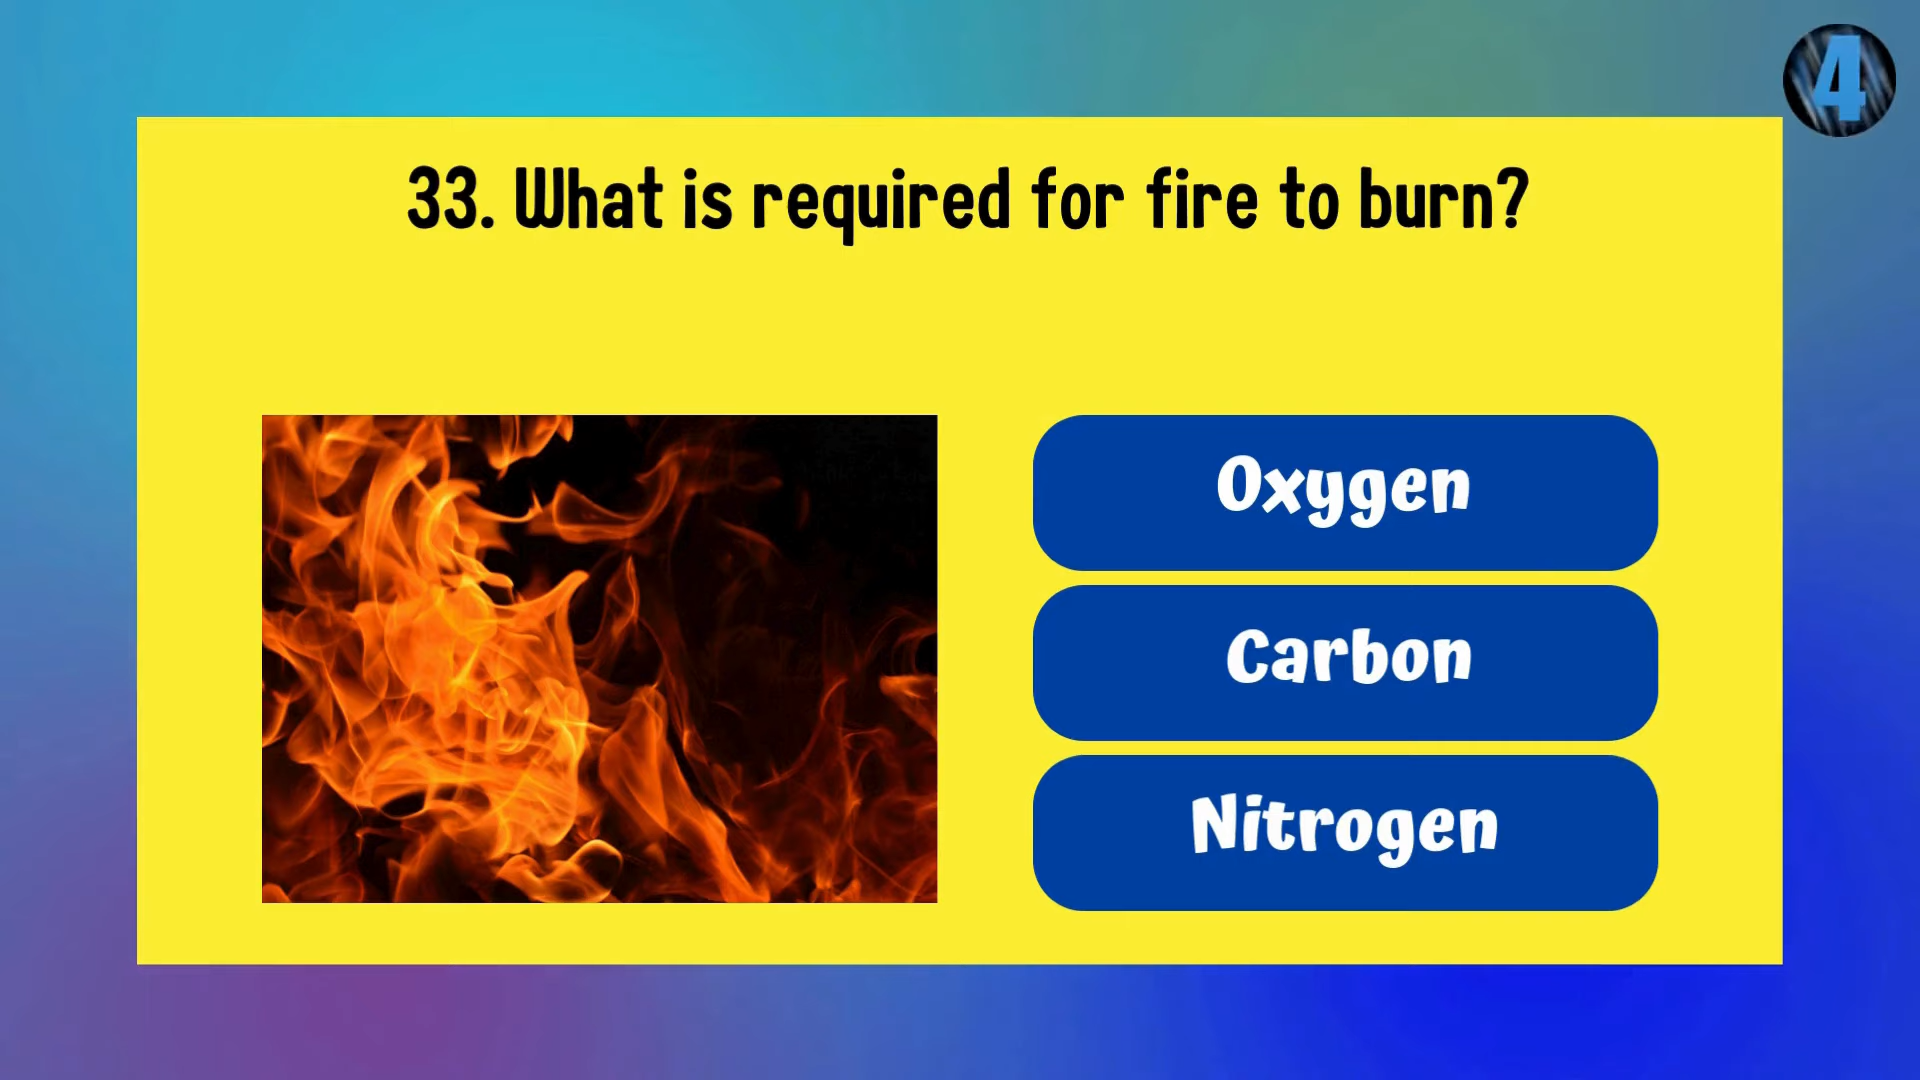 4
33. What is required for fire to burn?
Oxygen
Carbon
Nitrogen